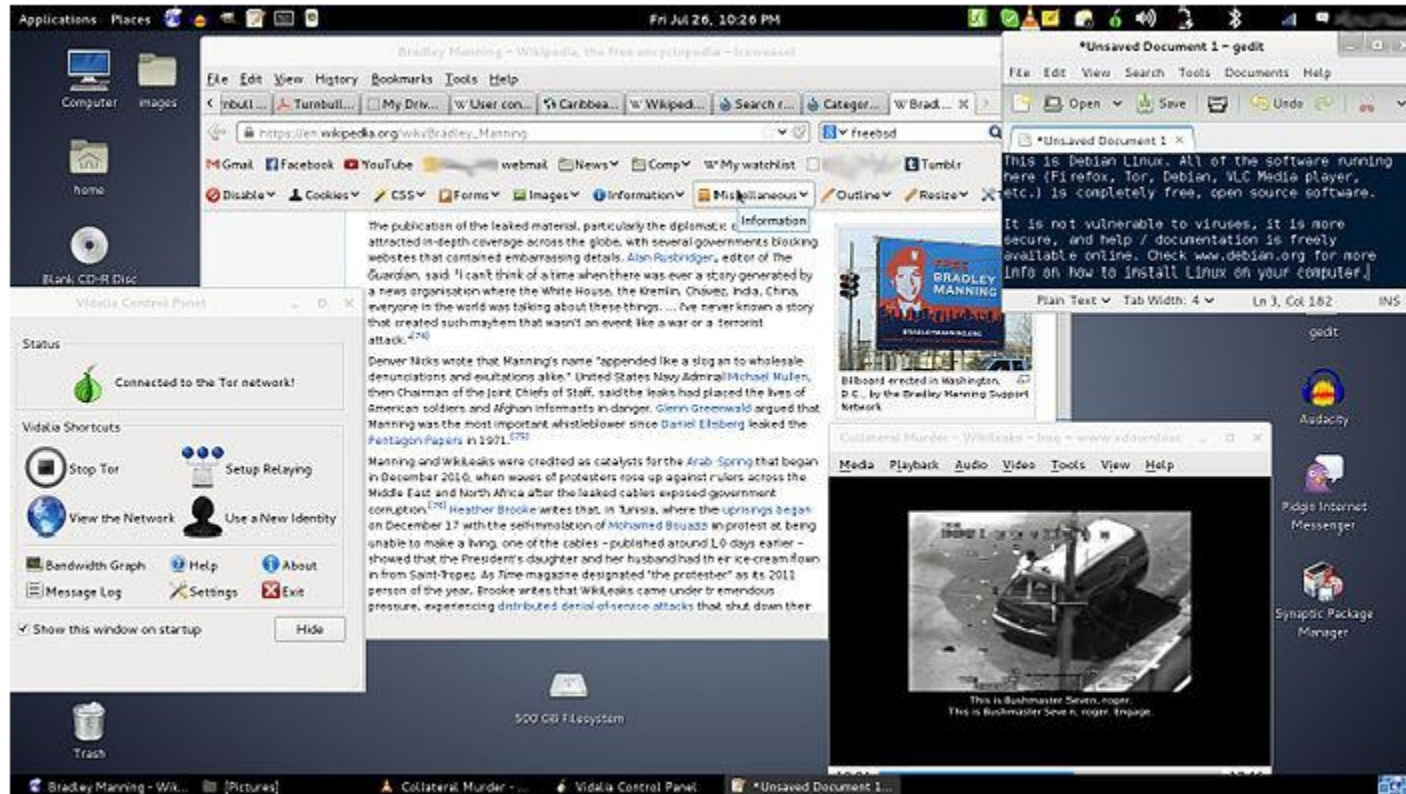 Applications Places
Fri Jul 26, 10:26 PM
Computer
images
home
Blank CD-R Disc
Bradley Manning - Wikipedia, the free encyclopedia - Iceweasel
File Edit View History Bookmarks Tools Help
nbull ...
Turnbull...
My Driv...
User con...
Caribbea...
Wikiped...
Search r...
Categor...
Brad...
https://en.wikipedia.org/wiki/Bradley_Manning
freebsd
Gmail Facebook YouTube webmail News Comp My watchlist Tumblr
Disable Cookies CSS Forms Images Information Miscellaneous Outline Resize
Information
The publication of the leaked material, particularly the diplomatic
attracted in-depth coverage across the globe, with several governments blocking
websites that contained embarrassing details. Alan Rusbridger, editor of The
Guardian, said: "I can't think of a time when there was ever a story generated by
a news organisation where the White House, the Kremlin, Chávez, India, China,
everyone in the world was talking about these things. ... I've never known a story
that created such mayhem that wasn't an event like a war or a terrorist
attack."[74]
Denver Nicks wrote that Manning's name "appended like a slogan to wholesale
denunciations and exultations alike." United States Navy Admiral Michael Mullen,
then Chairman of the Joint Chiefs of Staff, said the leaks had placed the lives of
American soldiers and Afghan informants in danger. Glenn Greenwald argued that
Manning was the most important whistleblower since Daniel Ellsberg leaked the
Pentagon Papers in 1971.[75]
Manning and WikiLeaks were credited as catalysts for the Arab Spring that began
in December 2010, when waves of protesters rose up against rulers across the
Middle East and North Africa after the leaked cables exposed government
corruption.[76] Heather Brooke writes that, in Tunisia, where the uprisings began
on December 17 with the self-immolation of Mohamed Bouazizi in protest at being
unable to make a living, one of the cables – published around 10 days earlier –
showed that the President's daughter and her husband had their ice-cream flown
in from Saint-Tropez. As Time magazine designated "the protester" as its 2011
person of the year, Brooke writes that WikiLeaks came under tremendous
pressure, experiencing distributed denial-of-service attacks that shut down their
FREE
BRADLEY
MANNING
BRADLEYMANNING.ORG
Billboard erected in Washington,
D.C., by the Bradley Manning Support
Network
*Unsaved Document 1 - gedit
File Edit View Search Tools Documents Help
Open Save Undo
*Unsaved Document 1
This is Debian Linux. All of the software running
here (Firefox, Tor, Debian, VLC Media player,
etc.) is completely free, open source software.
It is not vulnerable to viruses, it is more
secure, and help / documentation is freely
available online. Check www.debian.org for more
info on how to install Linux on your computer.
Plain Text Tab Width: 4 Ln 3, Col 182 INS
Vidalia Control Panel
Status
Connected to the Tor network!
Vidalia Shortcuts
Stop Tor
Setup Relaying
View the Network
Use a New Identity
Bandwidth Graph
Help
About
Message Log
Settings
Exit
Show this window on startup
Hide
Collateral Murder - Wikileaks - Iraq - www.
Media Playback Audio Video Tools View Help
This is Bushmaster Seven, roger.
This is Bushmaster Seven, roger. Engage.
gedit
Audacity
Pidgin Internet
Messenger
Synaptic Package
Manager
500 GB Filesystem
Trash
Bradley Manning - Wik...
[Pictures]
Collateral Murder - ...
Vidalia Control Panel
*Unsaved Document 1...